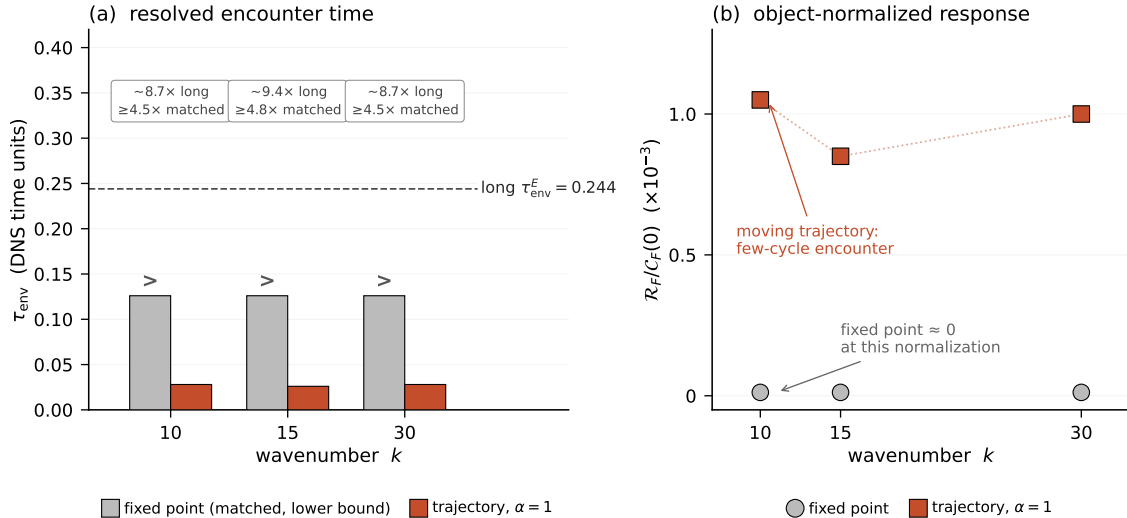 (a) resolved encounter time
τ_env (DNS time units)
0.40
0.35
0.30
0.25
0.20
0.15
0.10
0.05
0.00
~8.7× long
≥4.5× matched
~9.4× long
≥4.8× matched
~8.7× long
≥4.5× matched
long τ^E_env = 0.244
> > >
10 15 30
wavenumber k
fixed point (matched, lower bound) trajectory, α = 1
(b) object-normalized response
R_F/C_F(0) (×10⁻³)
1.0
0.5
0
moving trajectory:
few-cycle encounter
fixed point ≈ 0
at this normalization
10 15 30
wavenumber k
fixed point trajectory, α = 1